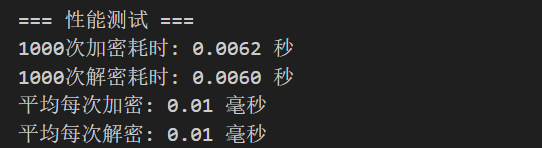 === 性能测试 ===
1000次加密耗时: 0.0062 秒
1000次解密耗时: 0.0060 秒
平均每次加密: 0.01 毫秒
平均每次解密: 0.01 毫秒